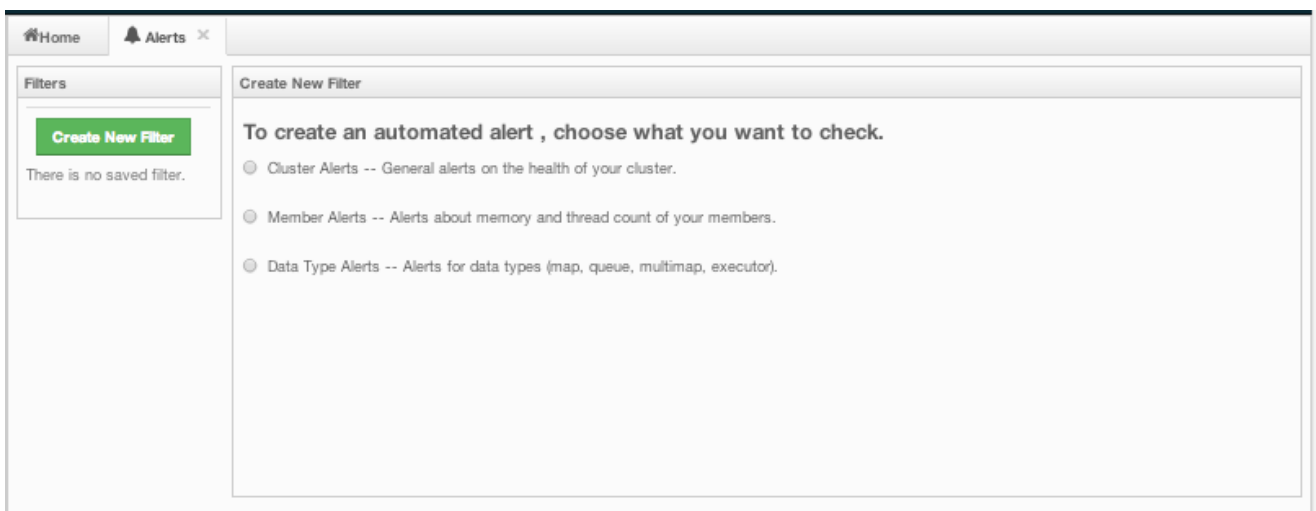 Home
Alerts
Filters
Create New Filter
There is no saved filter.
Create New Filter
To create an automated alert , choose what you want to check.
Cluster Alerts -- General alerts on the health of your cluster.
Member Alerts -- Alerts about memory and thread count of your members.
Data Type Alerts -- Alerts for data types (map, queue, multimap, executor).